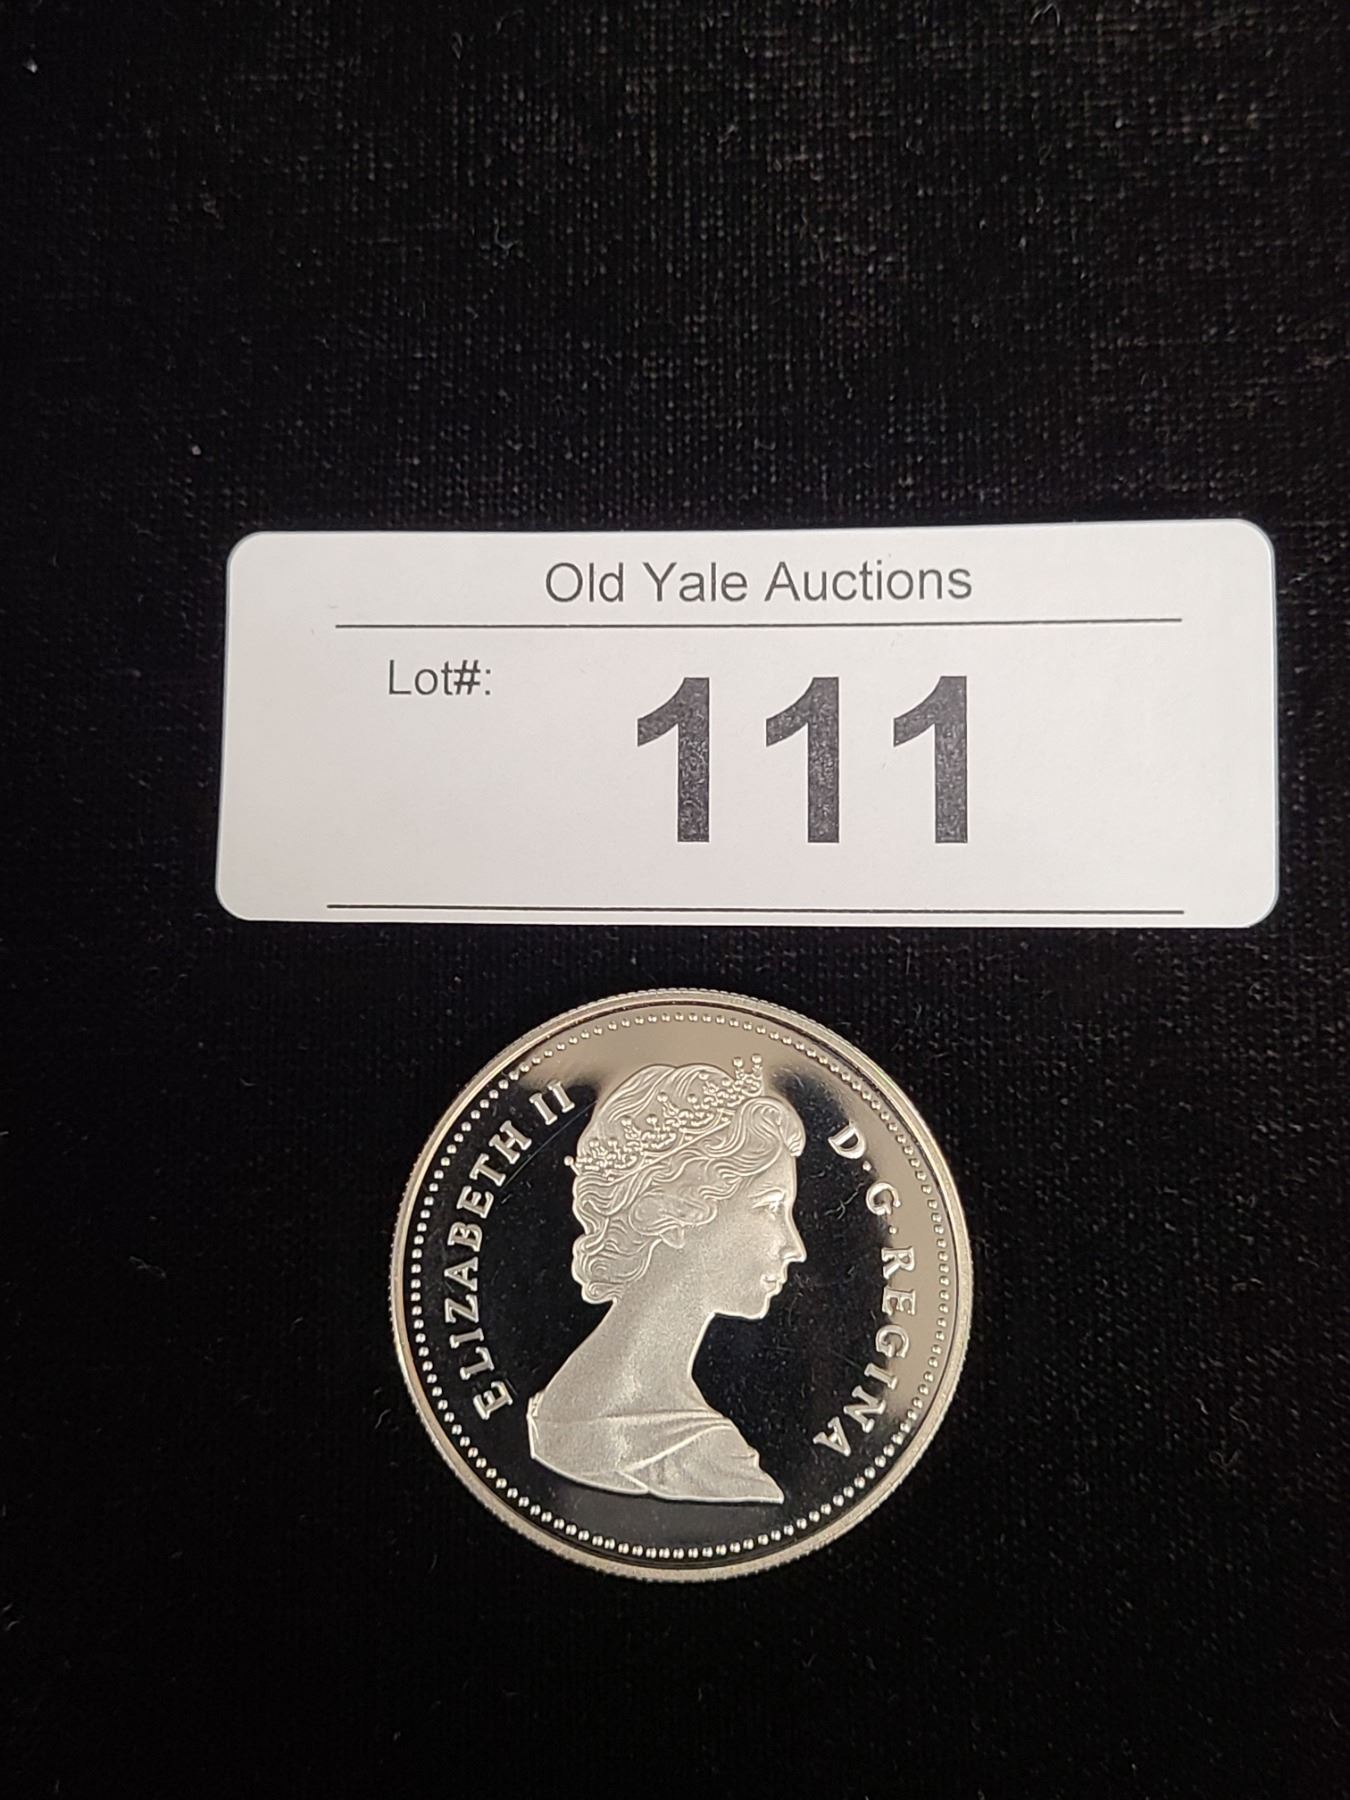 Old Yale Auctions
Lot#:
111
ELIZABETH II
D·G·REGINA